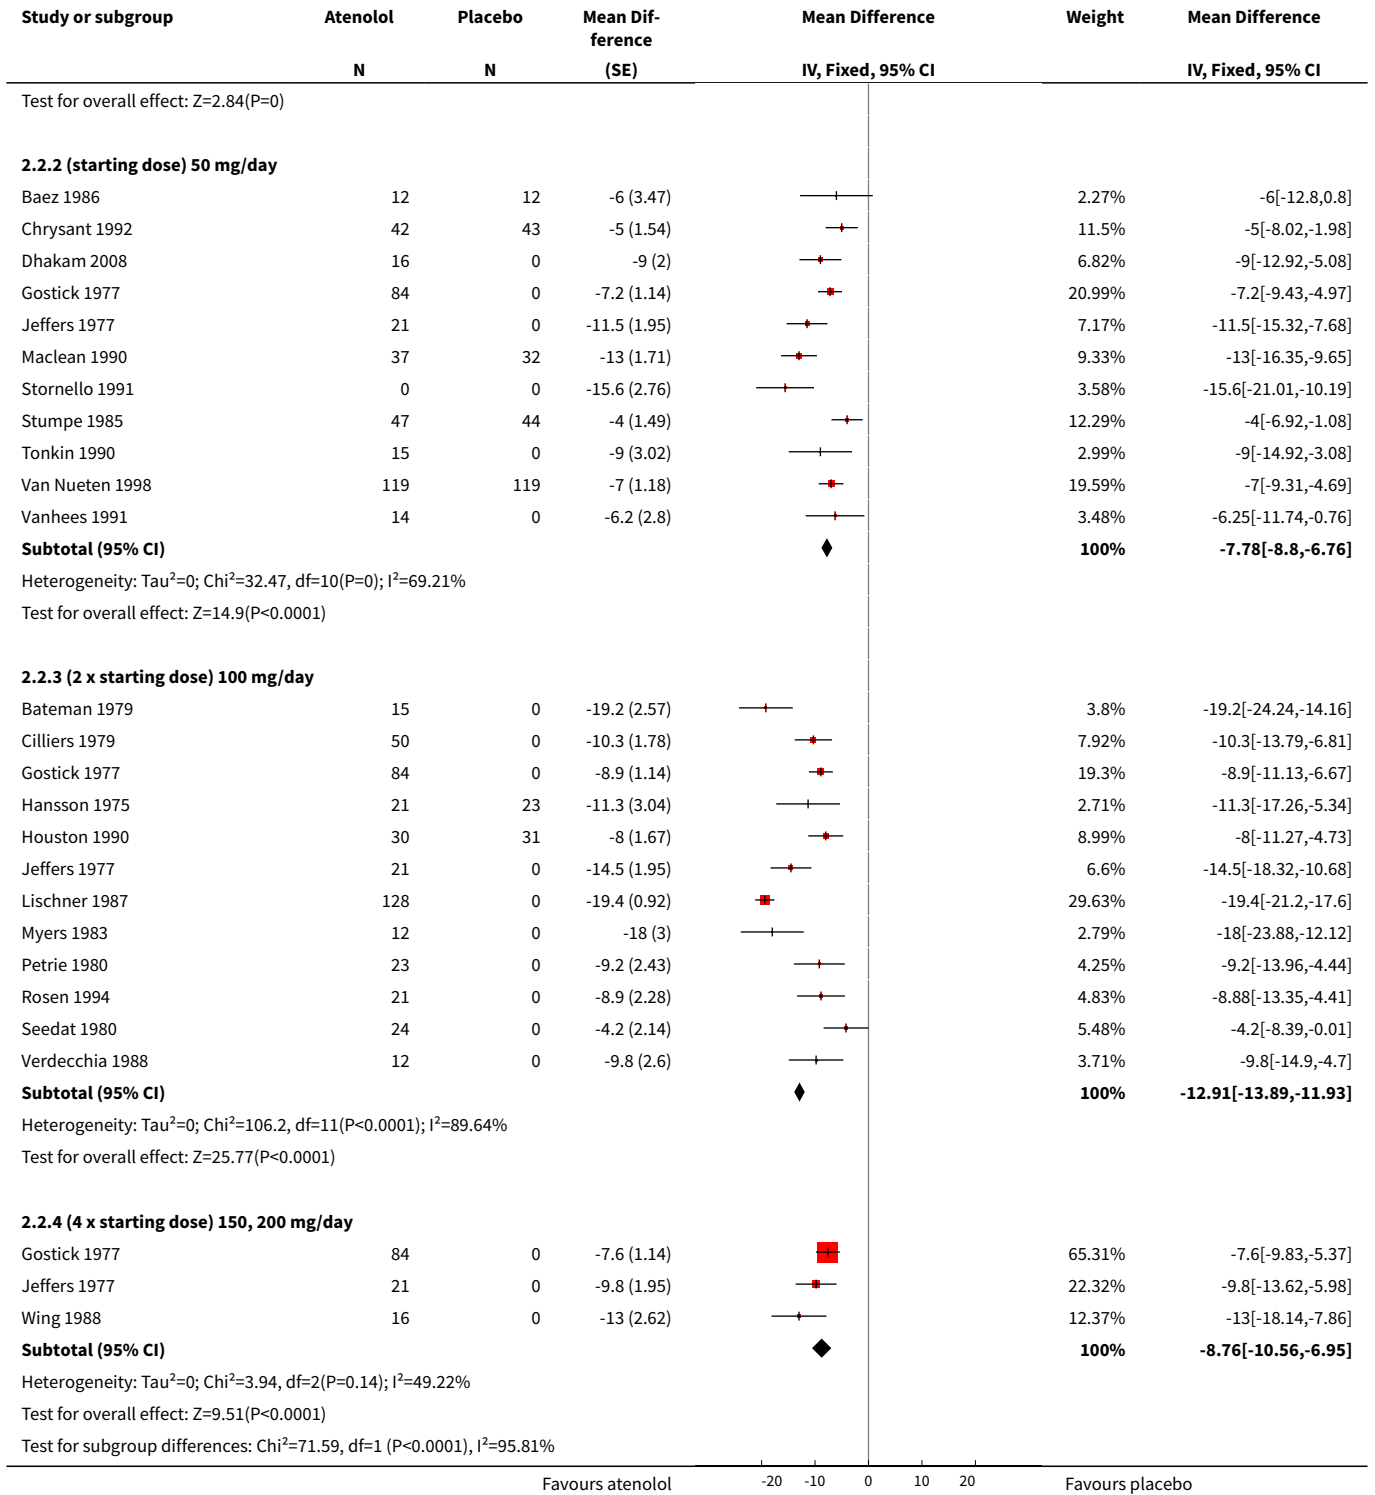 Study or subgroup Atenolol Placebo Mean Dif- Mean Difference Weight Mean Difference
ference
N N (SE) IV, Fixed, 95% CI IV, Fixed, 95% CI
Test for overall effect: Z=2.84(P=0)
2.2.2 (starting dose) 50 mg/day
Baez 1986 12 12 -6 (3.47) 2.27% -6[-12.8,0.8]
Chrysant 1992 42 43 -5 (1.54) 11.5% -5[-8.02,-1.98]
Dhakam 2008 16 0 -9 (2) 6.82% -9[-12.92,-5.08]
Gostick 1977 84 0 -7.2 (1.14) 20.99% -7.2[-9.43,-4.97]
Jeffers 1977 21 0 -11.5 (1.95) 7.17% -11.5[-15.32,-7.68]
Maclean 1990 37 32 -13 (1.71) 9.33% -13[-16.35,-9.65]
Stornello 1991 0 0 -15.6 (2.76) 3.58% -15.6[-21.01,-10.19]
Stumpe 1985 47 44 -4 (1.49) 12.29% -4[-6.92,-1.08]
Tonkin 1990 15 0 -9 (3.02) 2.99% -9[-14.92,-3.08]
Van Nueten 1998 119 119 -7 (1.18) 19.59% -7[-9.31,-4.69]
Vanhees 1991 14 0 -6.2 (2.8) 3.48% -6.25[-11.74,-0.76]
Subtotal (95% CI) 100% -7.78[-8.8,-6.76]
Heterogeneity: Tau²=0; Chi²=32.47, df=10(P=0); I²=69.21%
Test for overall effect: Z=14.9(P<0.0001)
2.2.3 (2 x starting dose) 100 mg/day
Bateman 1979 15 0 -19.2 (2.57) 3.8% -19.2[-24.24,-14.16]
Cilliers 1979 50 0 -10.3 (1.78) 7.92% -10.3[-13.79,-6.81]
Gostick 1977 84 0 -8.9 (1.14) 19.3% -8.9[-11.13,-6.67]
Hansson 1975 21 23 -11.3 (3.04) 2.71% -11.3[-17.26,-5.34]
Houston 1990 30 31 -8 (1.67) 8.99% -8[-11.27,-4.73]
Jeffers 1977 21 0 -14.5 (1.95) 6.6% -14.5[-18.32,-10.68]
Lischner 1987 128 0 -19.4 (0.92) 29.63% -19.4[-21.2,-17.6]
Myers 1983 12 0 -18 (3) 2.79% -18[-23.88,-12.12]
Petrie 1980 23 0 -9.2 (2.43) 4.25% -9.2[-13.96,-4.44]
Rosen 1994 21 0 -8.9 (2.28) 4.83% -8.88[-13.35,-4.41]
Seedat 1980 24 0 -4.2 (2.14) 5.48% -4.2[-8.39,-0.01]
Verdecchia 1988 12 0 -9.8 (2.6) 3.71% -9.8[-14.9,-4.7]
Subtotal (95% CI) 100% -12.91[-13.89,-11.93]
Heterogeneity: Tau²=0; Chi²=106.2, df=11(P<0.0001); I²=89.64%
Test for overall effect: Z=25.77(P<0.0001)
2.2.4 (4 x starting dose) 150, 200 mg/day
Gostick 1977 84 0 -7.6 (1.14) 65.31% -7.6[-9.83,-5.37]
Jeffers 1977 21 0 -9.8 (1.95) 22.32% -9.8[-13.62,-5.98]
Wing 1988 16 0 -13 (2.62) 12.37% -13[-18.14,-7.86]
Subtotal (95% CI) 100% -8.76[-10.56,-6.95]
Heterogeneity: Tau²=0; Chi²=3.94, df=2(P=0.14); I²=49.22%
Test for overall effect: Z=9.51(P<0.0001)
Test for subgroup differences: Chi²=71.59, df=1 (P<0.0001), I²=95.81%
Favours atenolol -20 -10 0 10 20 Favours placebo